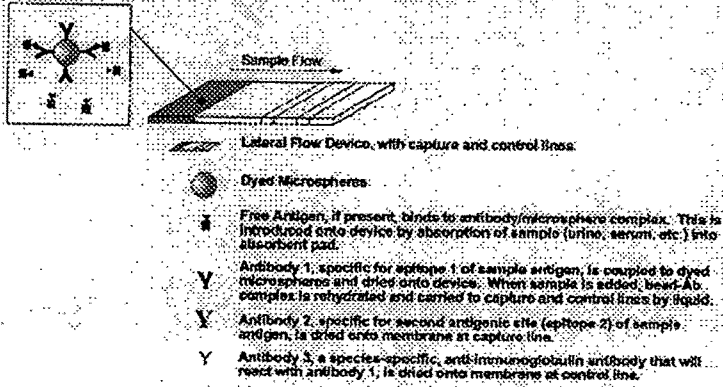 Sample Flow
Lateral Flow Device, with capture and control lines.
Dyed Microspheres
Free Antigen, if present, binds to antibody/microsphere complex. This is
introduced onto device by absorption of sample (urine, serum, etc.) into
absorbent pad.
Antibody 1, specific for epitope 1 of sample antigen, is coupled to dyed
microspheres and dried onto device. When sample is added, bead-Ab
complex is rehydrated and carried to capture and control lines by liquid.
Antibody 2, specific for second antigenic site (epitope 2) of sample
antigen, is dried onto membrane at capture line.
Antibody 3, a species-specific, anti-immunoglobulin antibody that will
react with antibody 1, is dried onto membrane at control line.